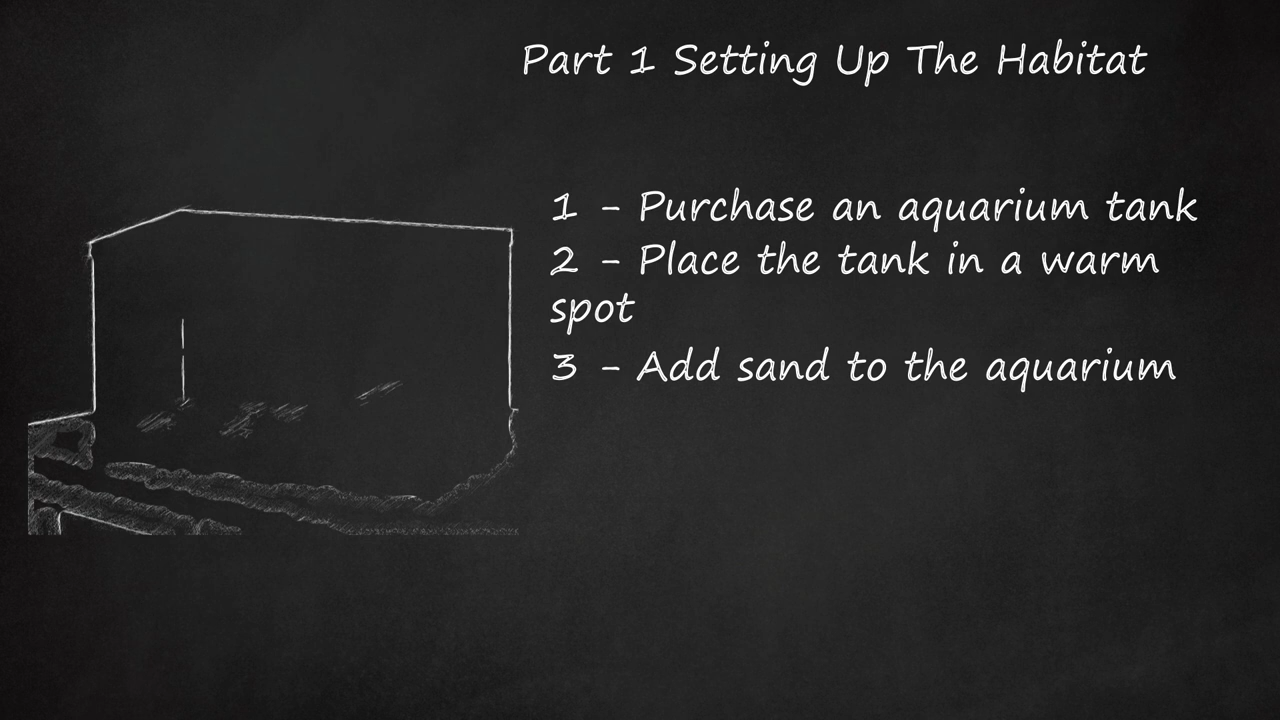 Part 1 Setting Up The Habitat
1 - Purchase an aquarium tank
2 - Place the tank in a warm
spot
3 - Add sand to the aquarium